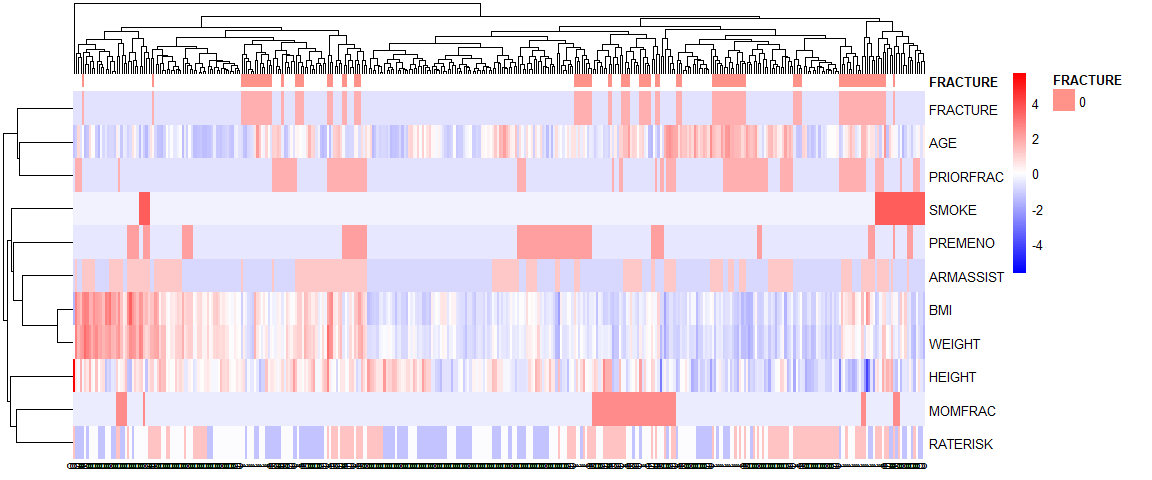 FRACTURE
FRACTURE
AGE
PRIORFRAC
SMOKE
PREMENO
ARMASSIST
BMI
WEIGHT
HEIGHT
MOMFRAC
RATERISK
4
2
0
-2
-4
FRACTURE
0